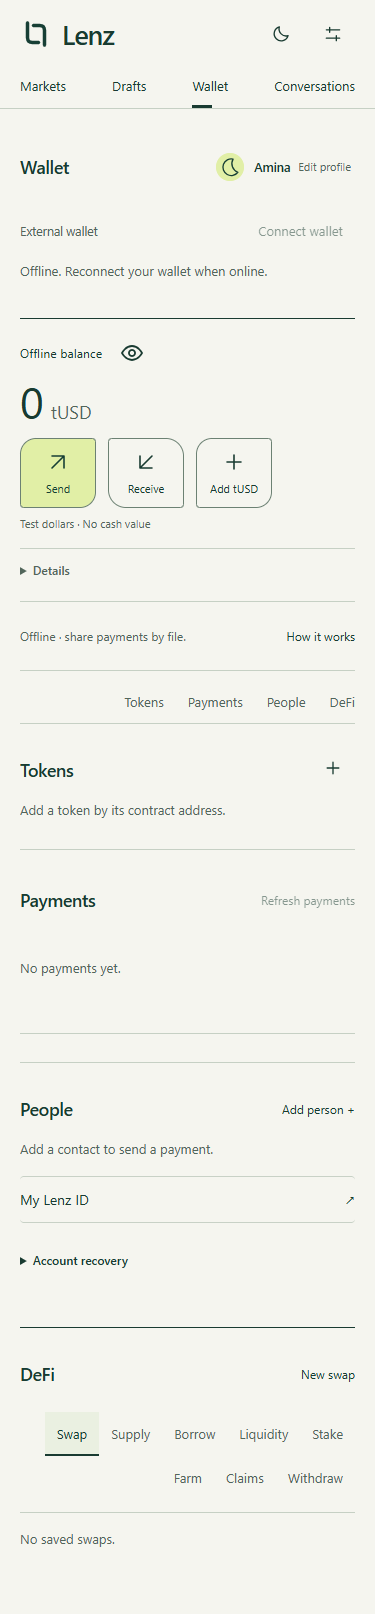 Lenz
Markets Drafts Wallet Conversations
Wallet Amina Edit profile
External wallet Connect wallet
Offline. Reconnect your wallet when online.
Offline balance
0 tUSD
Send Receive Add tUSD
Test dollars · No cash value
Details
Offline · share payments by file. How it works
Tokens Payments People DeFi
Tokens +
Add a token by its contract address.
Payments Refresh payments
No payments yet.
People Add person +
Add a contact to send a payment.
My Lenz ID ↗
Account recovery
DeFi New swap
Swap Supply Borrow Liquidity Stake
Farm Claims Withdraw
No saved swaps.